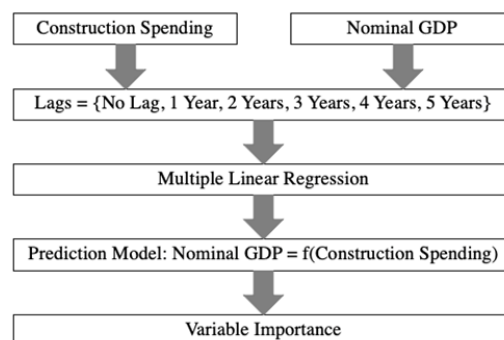 Construction Spending
Nominal GDP
Lags = {No Lag, 1 Year, 2 Years, 3 Years, 4 Years, 5 Years}
Multiple Linear Regression
Prediction Model: Nominal GDP = f(Construction Spending)
Variable Importance